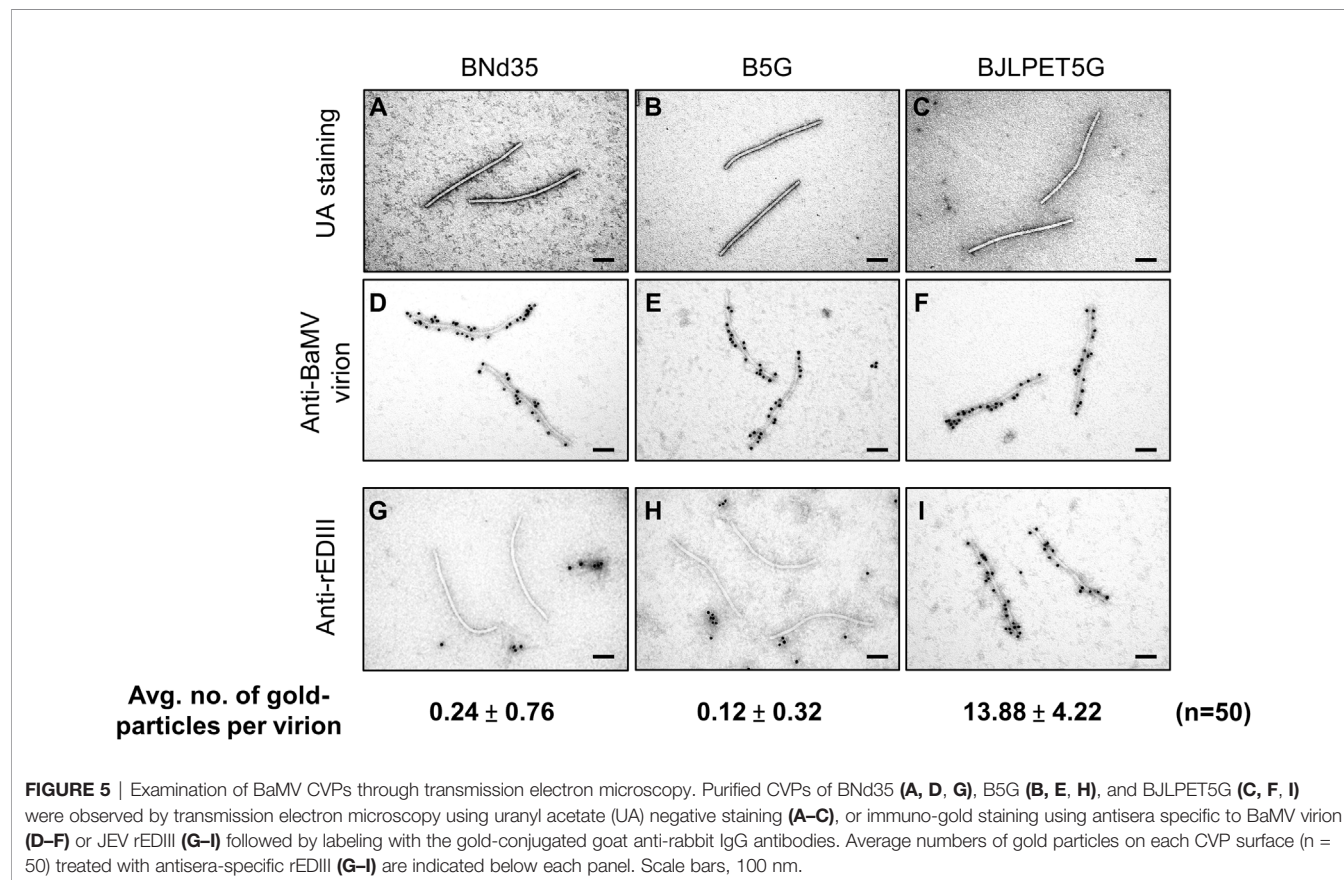 BNd35 B5G BJLPET5G
UA staining
A B C
Anti-BaMV
virion
D E F
Anti-rEDIII
G H I
Avg. no. of gold-
particles per virion
0.24 ± 0.76 0.12 ± 0.32 13.88 ± 4.22 (n=50)
FIGURE 5 | Examination of BaMV CVPs through transmission electron microscopy. Purified CVPs of BNd35 (A, D, G), B5G (B, E, H), and BJLPET5G (C, F, I)
were observed by transmission electron microscopy using uranyl acetate (UA) negative staining (A–C), or immuno-gold staining using antisera specific to BaMV virion
(D–F) or JEV rEDIII (G–I) followed by labeling with the gold-conjugated goat anti-rabbit IgG antibodies. Average numbers of gold particles on each CVP surface (n =
50) treated with antisera-specific rEDIII (G–I) are indicated below each panel. Scale bars, 100 nm.